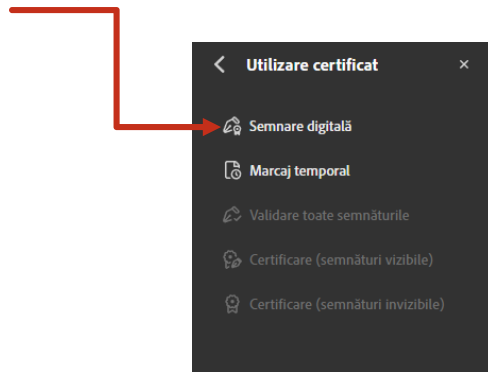 Utilizare certificat
Semnare digitală
Marcaj temporal
Validare toate semnăturile
Certificare (semnături vizibile)
Certificare (semnături invizibile)